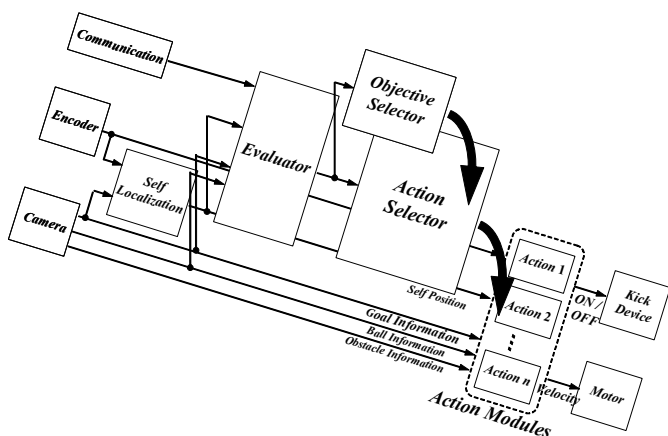 Communication
Objective
Selector
Encoder
Evaluator
Self
Localization
Action
Selector
Camera
Action 1
Self Position
ON /
OFF
Kick
Device
Action 2
Goal Information
Ball Information
Obstacle Information
Action n
Velocity
Motor
Action Modules